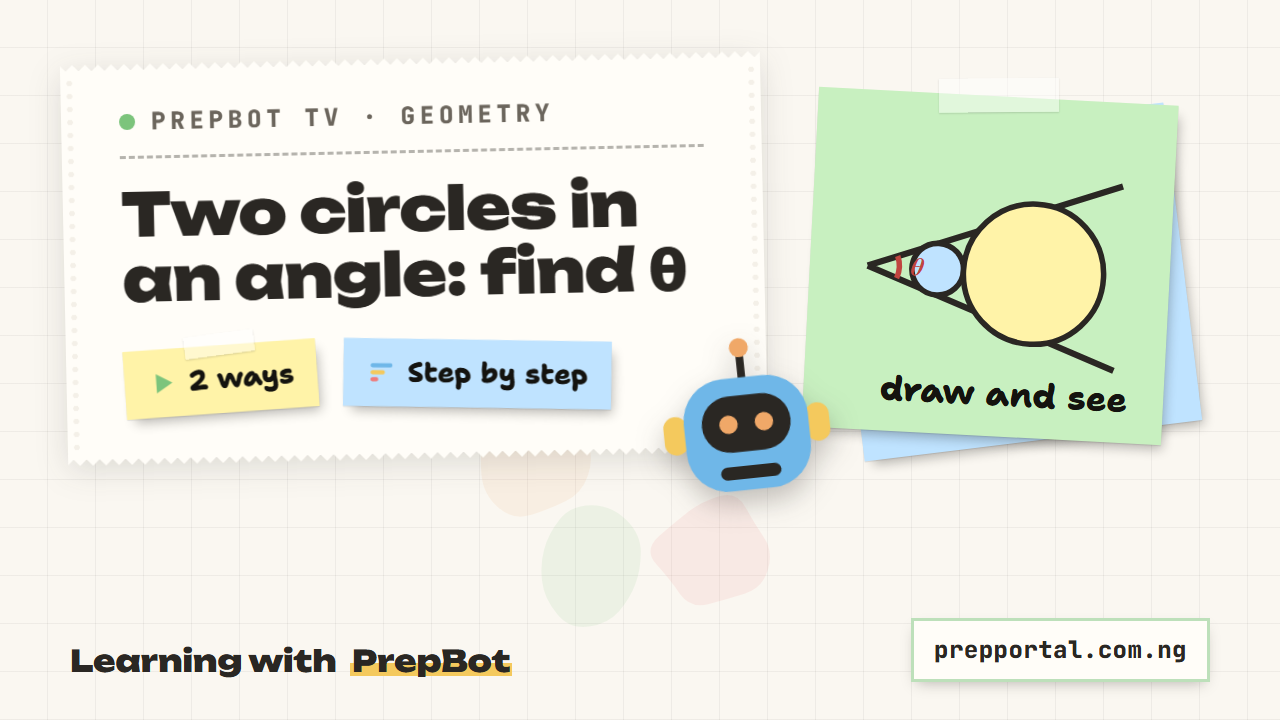 PREPBOT TV · GEOMETRY
Two circles in
an angle: find θ
2 ways
Step by step
θ
draw and see
Learning with PrepBot
prepportal.com.ng